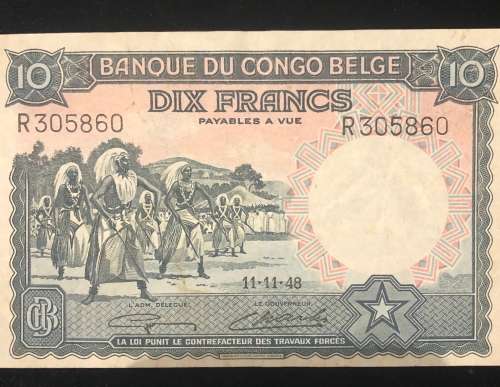 10 BANQUE DU CONGO BELGE 10
DIX FRANCS
PAYABLES A VUE
R305860 R305860
11-11-48
L'ADM. DÉLÉGUÉ, LE GOUVERNEUR,
LA LOI PUNIT LE CONTREFACTEUR DES TRAVAUX FORCÉS